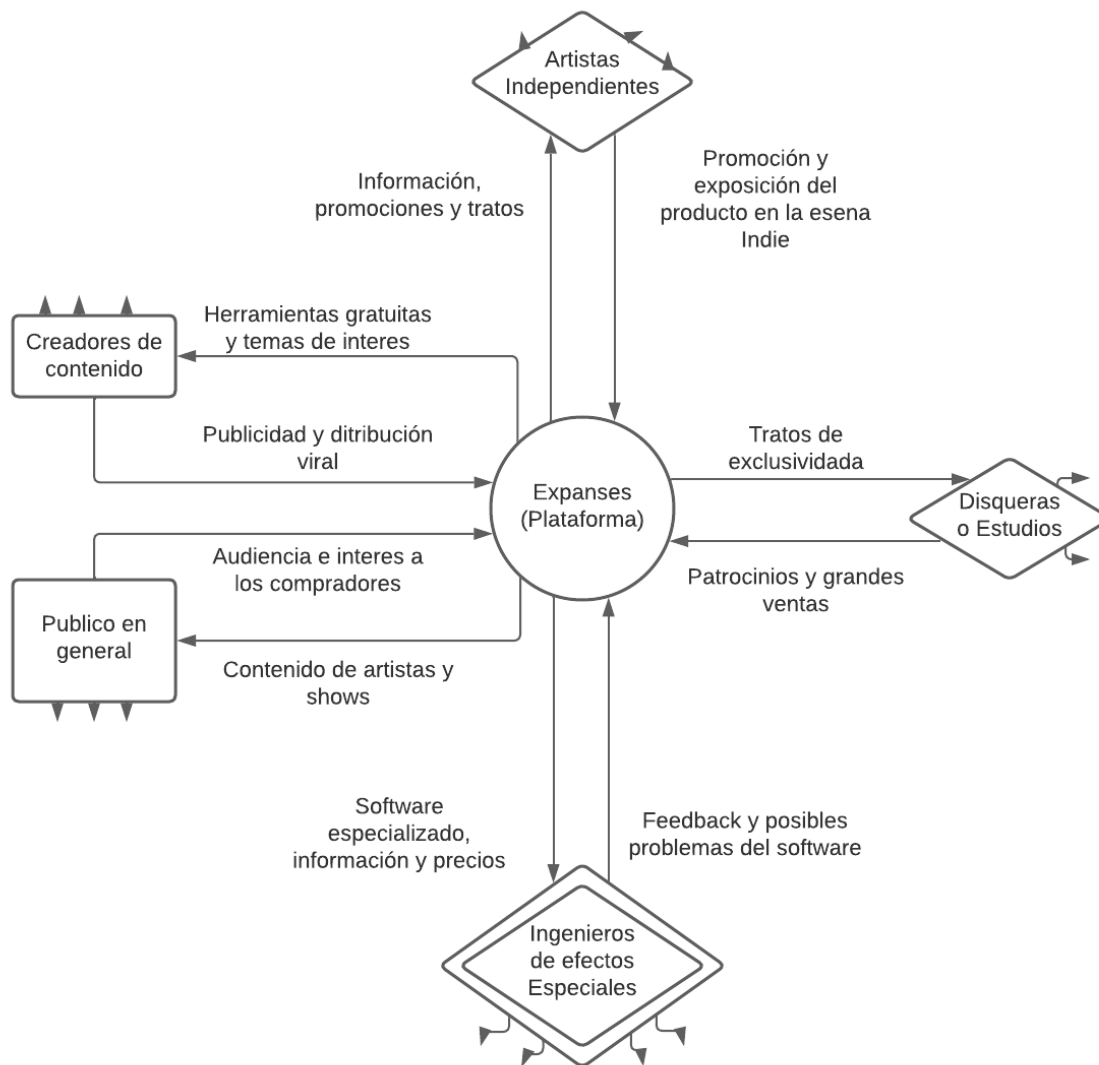 Artistas
Independientes
Información,
promociones y tratos
Promoción y
exposición del
producto en la esena
Indie
Creadores de
contenido
Herramientas gratuitas
y temas de interes
Publicidad y ditribución
viral
Expanses
(Plataforma)
Tratos de
exclusividada
Disqueras
o Estudios
Patrocinios y grandes
ventas
Audiencia e interes a
los compradores
Publico en
general
Contenido de artistas y
shows
Software
especializado,
información y precios
Feedback y posibles
problemas del software
Ingenieros
de efectos
Especiales